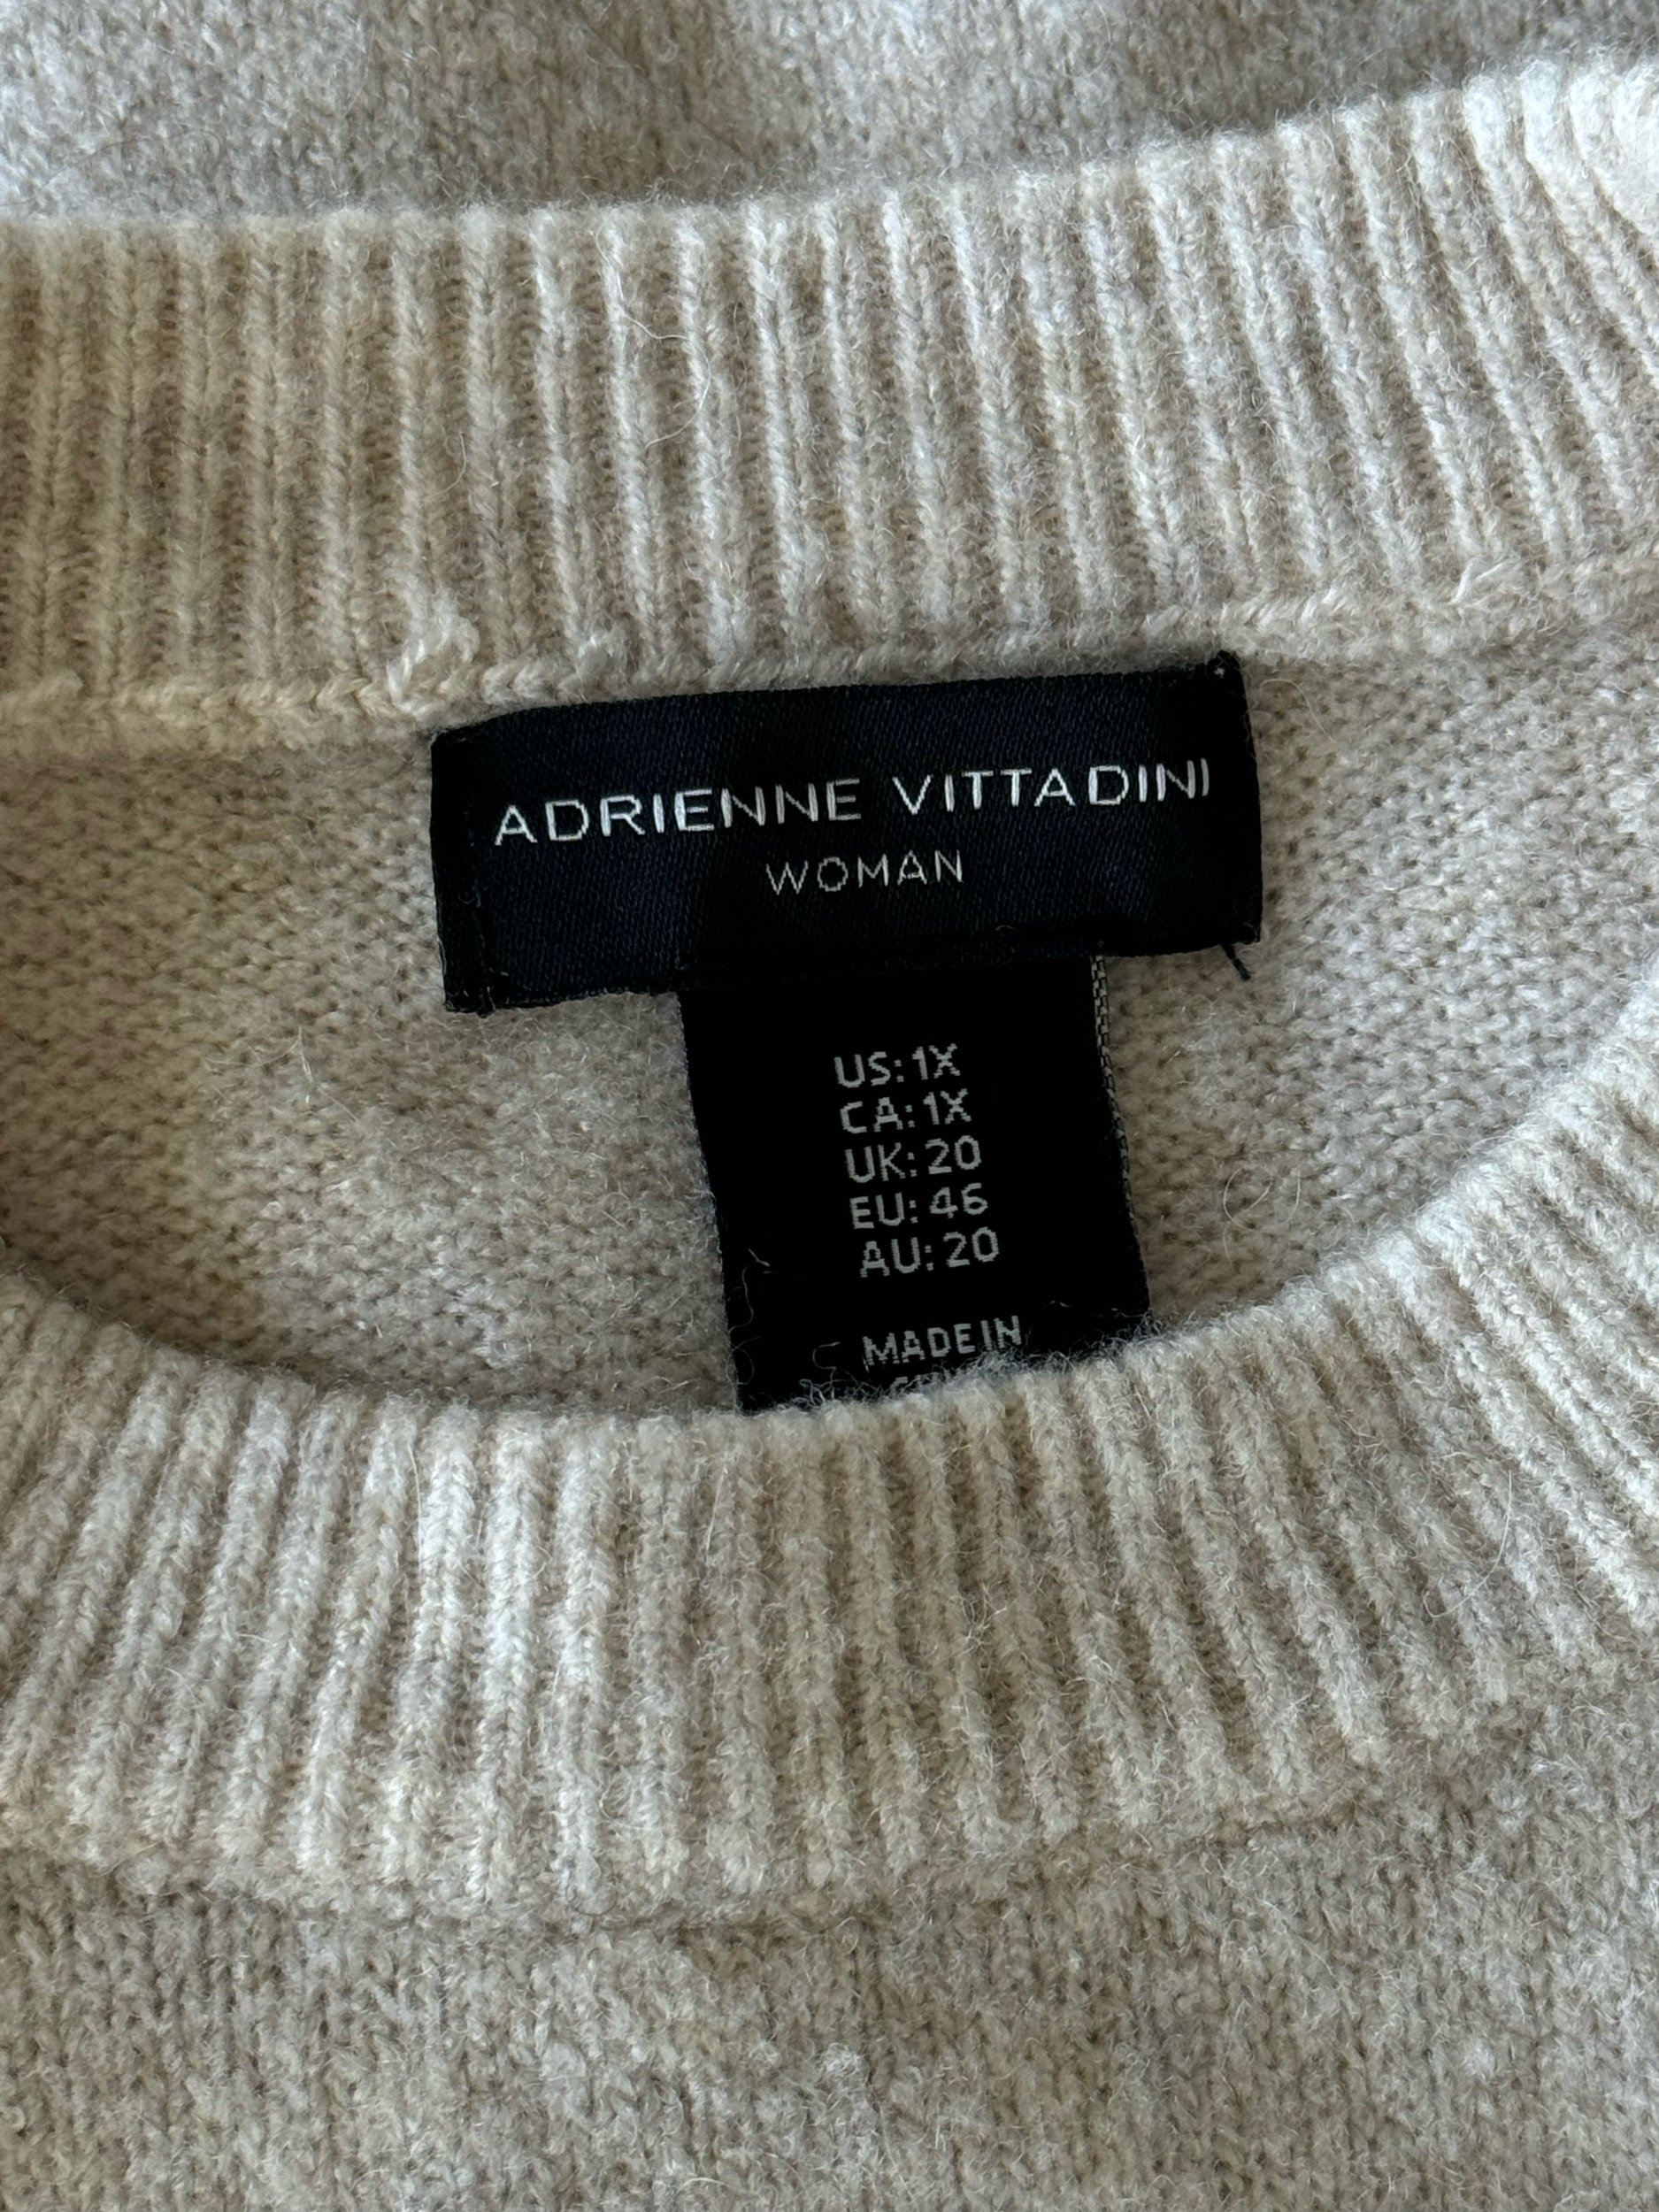 ADRIENNE VITTADINI
WOMAN
US: 1X
CA: 1X
UK: 20
EU: 46
AU: 20
MADE IN